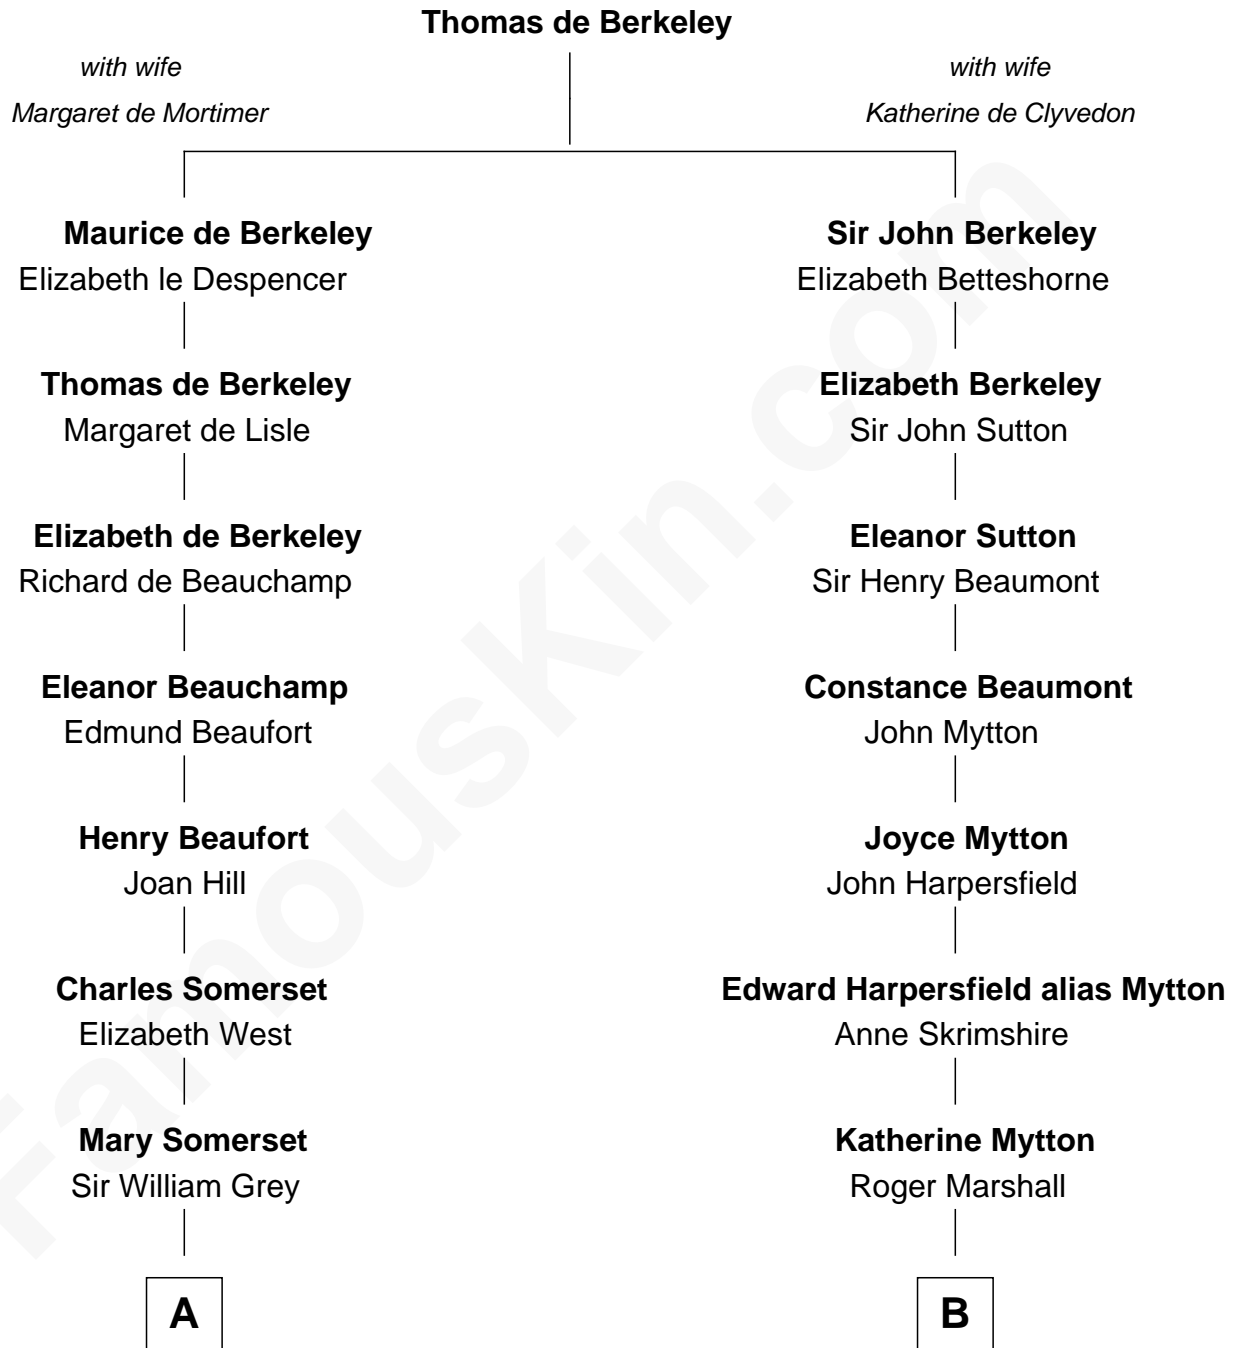 Thomas de Berkeley
with wife
Margaret de Mortimer
with wife
Katherine de Clyvedon
Maurice de Berkeley
Elizabeth le Despencer
Sir John Berkeley
Elizabeth Betteshorne
Thomas de Berkeley
Margaret de Lisle
Elizabeth Berkeley
Sir John Sutton
Elizabeth de Berkeley
Richard de Beauchamp
Eleanor Sutton
Sir Henry Beaumont
Eleanor Beauchamp
Edmund Beaufort
Constance Beaumont
John Mytton
Henry Beaufort
Joan Hill
Joyce Mytton
John Harpersfield
Charles Somerset
Elizabeth West
Edward Harpersfield alias Mytton
Anne Skrimshire
Mary Somerset
Sir William Grey
Katherine Mytton
Roger Marshall
A
B
FamousKin.com